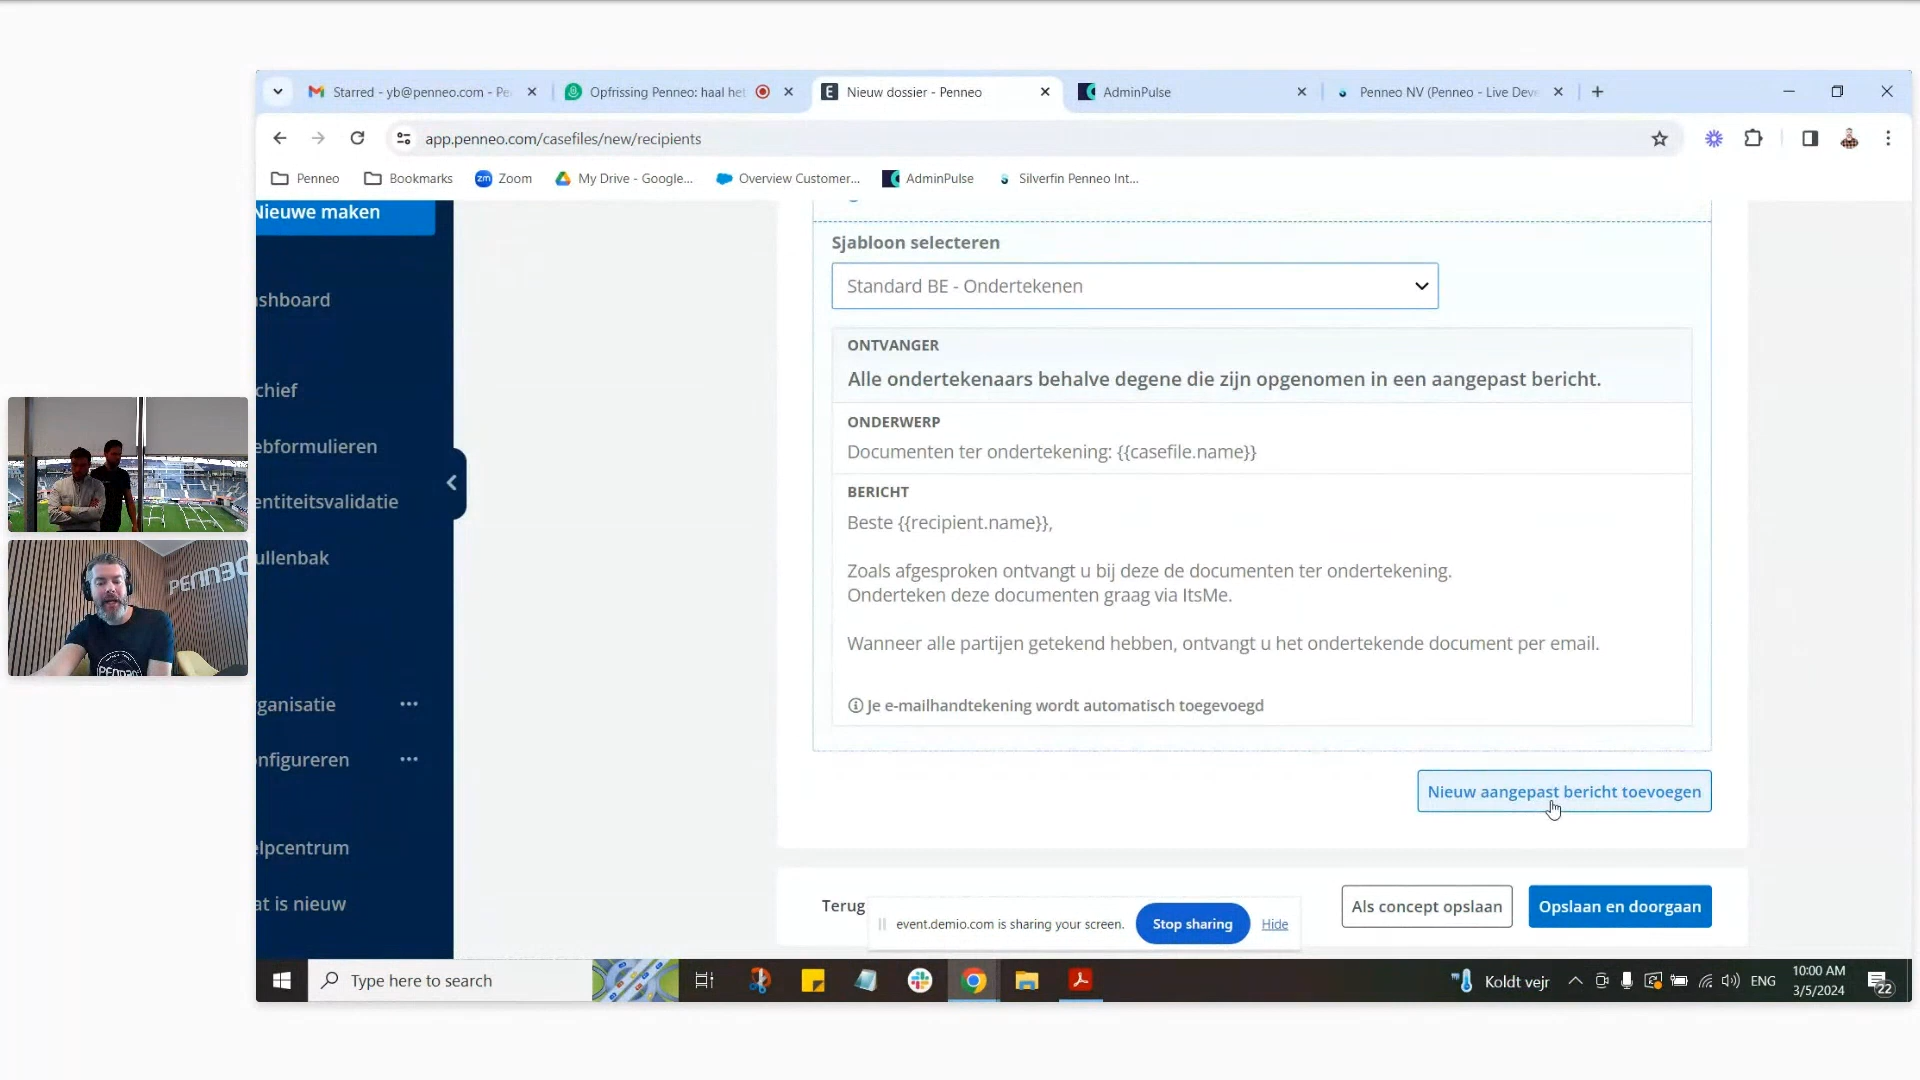 Starred - yb@penneo.com - Pe
Opfrissing Penneo: haal het
Nieuw dossier - Penneo
AdminPulse
Penneo NV (Penneo - Live Dev
app.penneo.com/casefiles/new/recipients
Penneo
Bookmarks
Zoom
My Drive - Google...
Overview Customer...
AdminPulse
Silverfin Penneo Int...
Nieuwe maken
ashboard
chief
ebformulieren
entiteitsvalidatie
ullenbak
ganisatie
nfigureren
elpcentrum
at is nieuw
Sjabloon selecteren
Standard BE - Ondertekenen
ONTVANGER
Alle ondertekenaars behalve degene die zijn opgenomen in een aangepast bericht.
ONDERWERP
Documenten ter ondertekening: {{casefile.name}}
BERICHT
Beste {{recipient.name}},
Zoals afgesproken ontvangt u bij deze de documenten ter ondertekening.
Onderteken deze documenten graag via ItsMe.
Wanneer alle partijen getekend hebben, ontvangt u het ondertekende document per email.
Je e-mailhandtekening wordt automatisch toegevoegd
Nieuw aangepast bericht toevoegen
Terug
event.demio.com is sharing your screen.
Stop sharing
Hide
Als concept opslaan
Opslaan en doorgaan
Type here to search
Koldt vejr
ENG
10:00 AM
3/5/2024
22